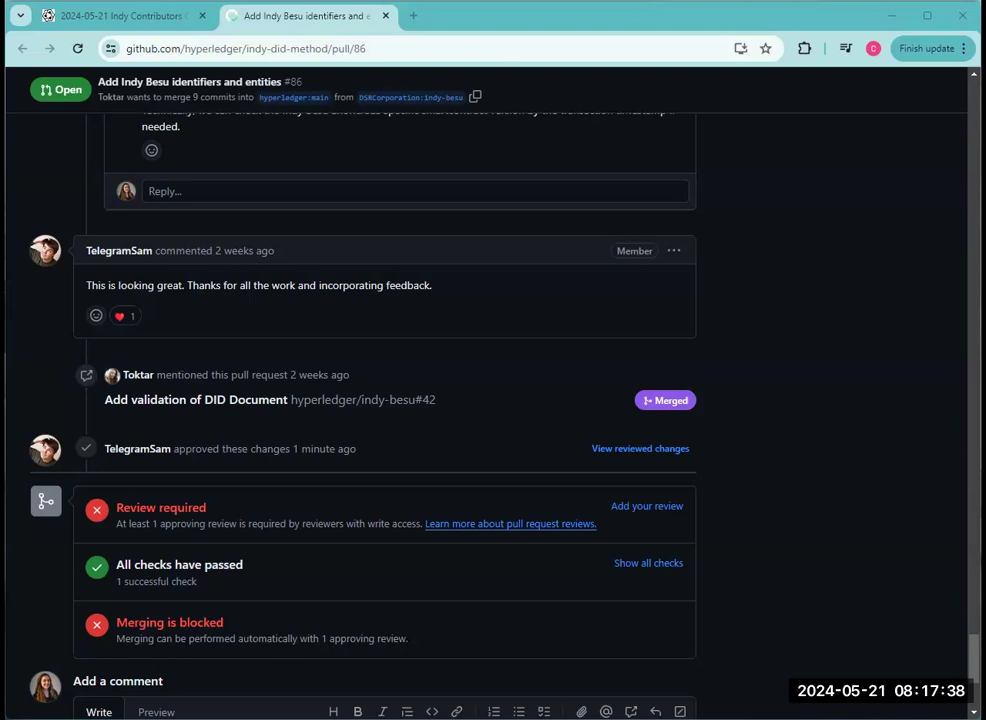 2024-05-21 Indy Contributors C
Add Indy Besu identifiers and e
github.com/hyperledger/indy-did-method/pull/86
C
Finish update
Open
Add Indy Besu identifiers and entities #86
Toktar wants to merge 9 commits into hyperledger:main from DSRCorporation:indy-besu
needed.
Reply...
TelegramSam commented 2 weeks ago
Member
This is looking great. Thanks for all the work and incorporating feedback.
1
Toktar mentioned this pull request 2 weeks ago
Add validation of DID Document hyperledger/indy-besu#42
Merged
TelegramSam approved these changes 1 minute ago
View reviewed changes
Review required
Add your review
At least 1 approving review is required by reviewers with write access. Learn more about pull request reviews.
All checks have passed
Show all checks
1 successful check
Merging is blocked
Merging can be performed automatically with 1 approving review.
Add a comment
2024-05-21 08:17:38
Write
Preview
H B I